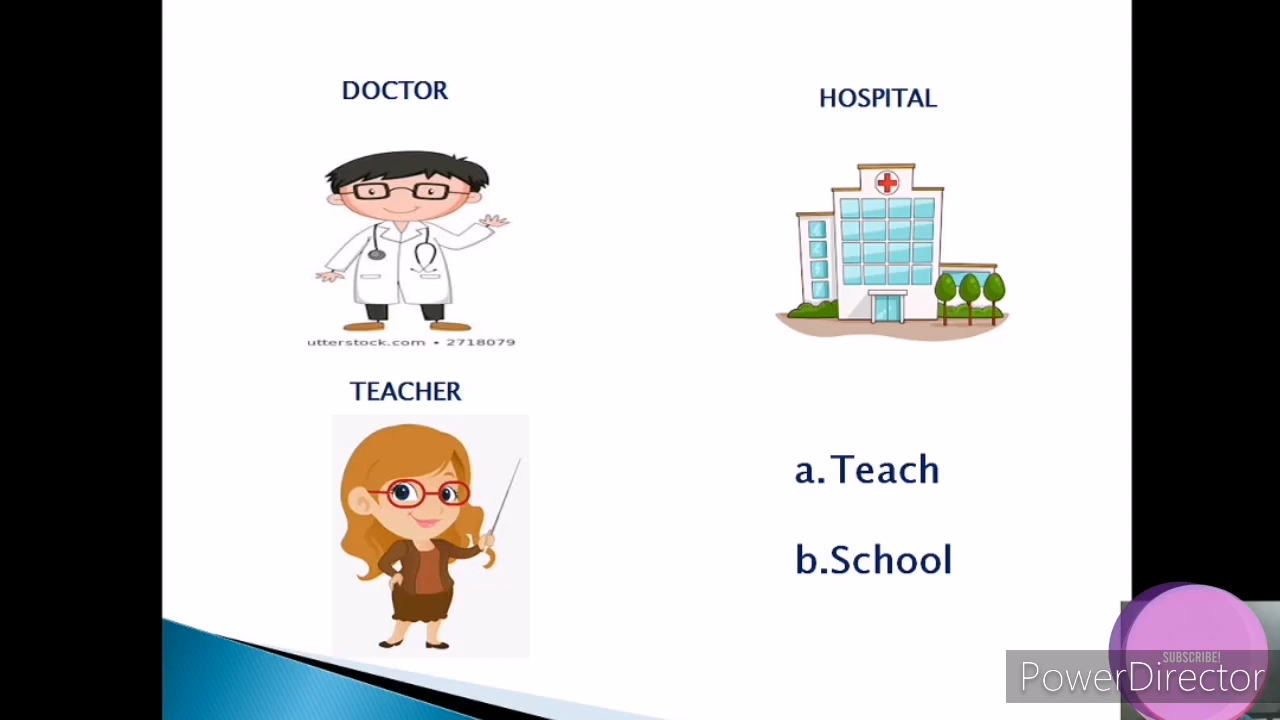 DOCTOR
HOSPITAL
utterstock.com • 2718079
TEACHER
a.Teach
b.School
SUBSCRIBE!
PowerDirector